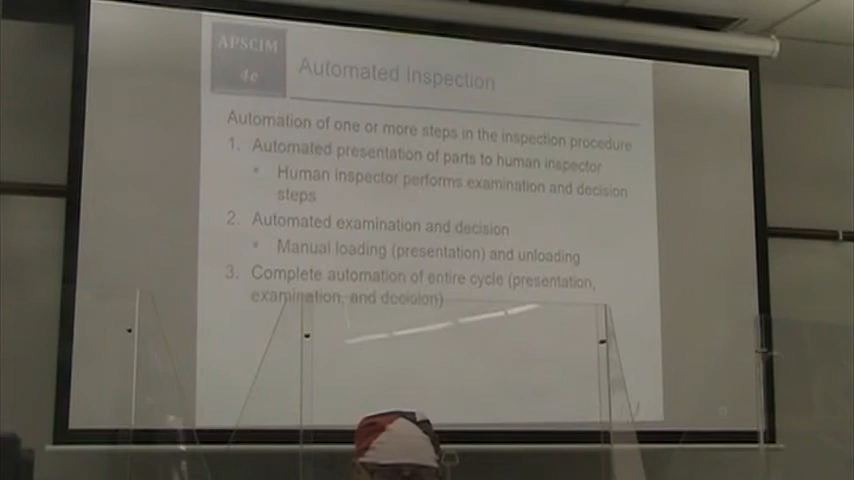 APSCIM
4e
Automated Inspection
Automation of one or more steps in the inspection procedure
1. Automated presentation of parts to human inspector
▪ Human inspector performs examination and decision
steps
2. Automated examination and decision
▪ Manual loading (presentation) and unloading
3. Complete automation of entire cycle (presentation,
examination, and decision)